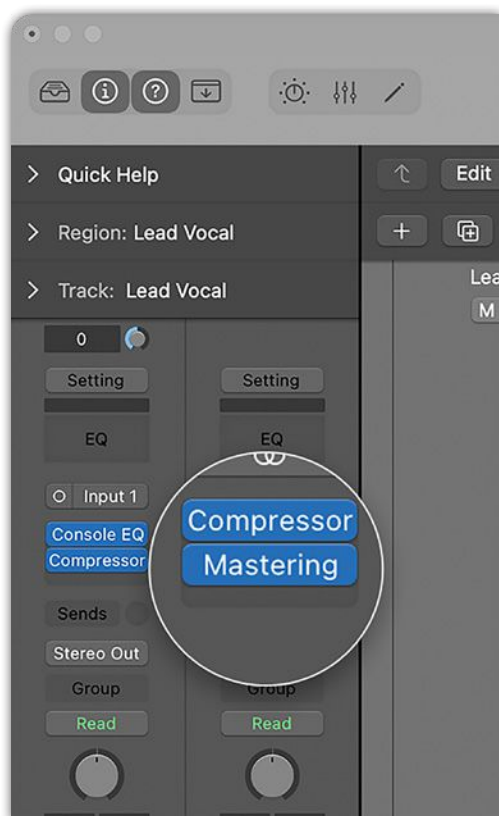 Quick Help
Edit
Region: Lead Vocal
Track: Lead Vocal
Lea
M
0
Setting
Setting
EQ
EQ
Input 1
Console EQ
Compressor
Compressor
Mastering
Sends
Stereo Out
Group
Group
Read
Read